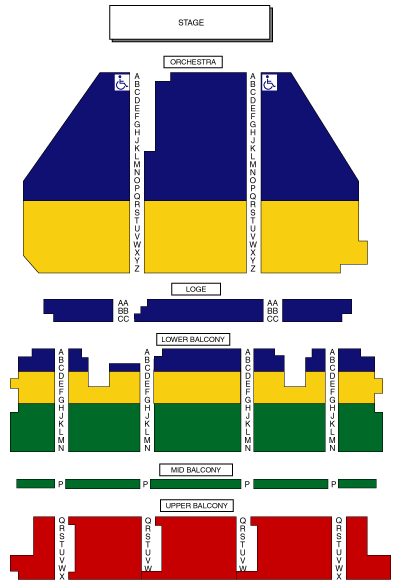 STAGE
ORCHESTRA
A A
B B
C C
D D
E E
F F
G G
H H
J J
K K
L L
M M
N N
O O
P P
Q Q
R R
S S
T T
U U
V V
W W
X X
Y Y
Z Z
LOGE
AA AA
BB BB
CC CC
LOWER BALCONY
A A A A
B B B B
C C C C
D D D D
E E E E
F F F F
G G G G
H H H H
J J J J
K K K K
L L L L
M M M M
N N N N
MID BALCONY
P P P P
UPPER BALCONY
Q Q Q Q
R R R R
S S S S
T T T T
U U U U
V V V V
W W W W
X X